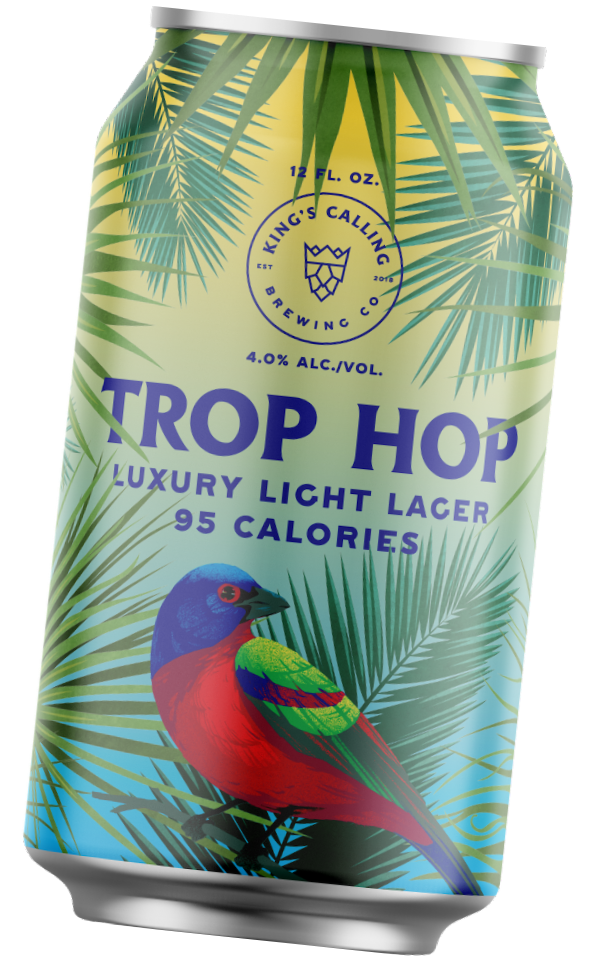 12 FL. OZ.
KING'S CALLING
EST 2018
BREWING CO.
4.0% ALC./VOL.
TROP HOP
LUXURY LIGHT LAGER
95 CALORIES